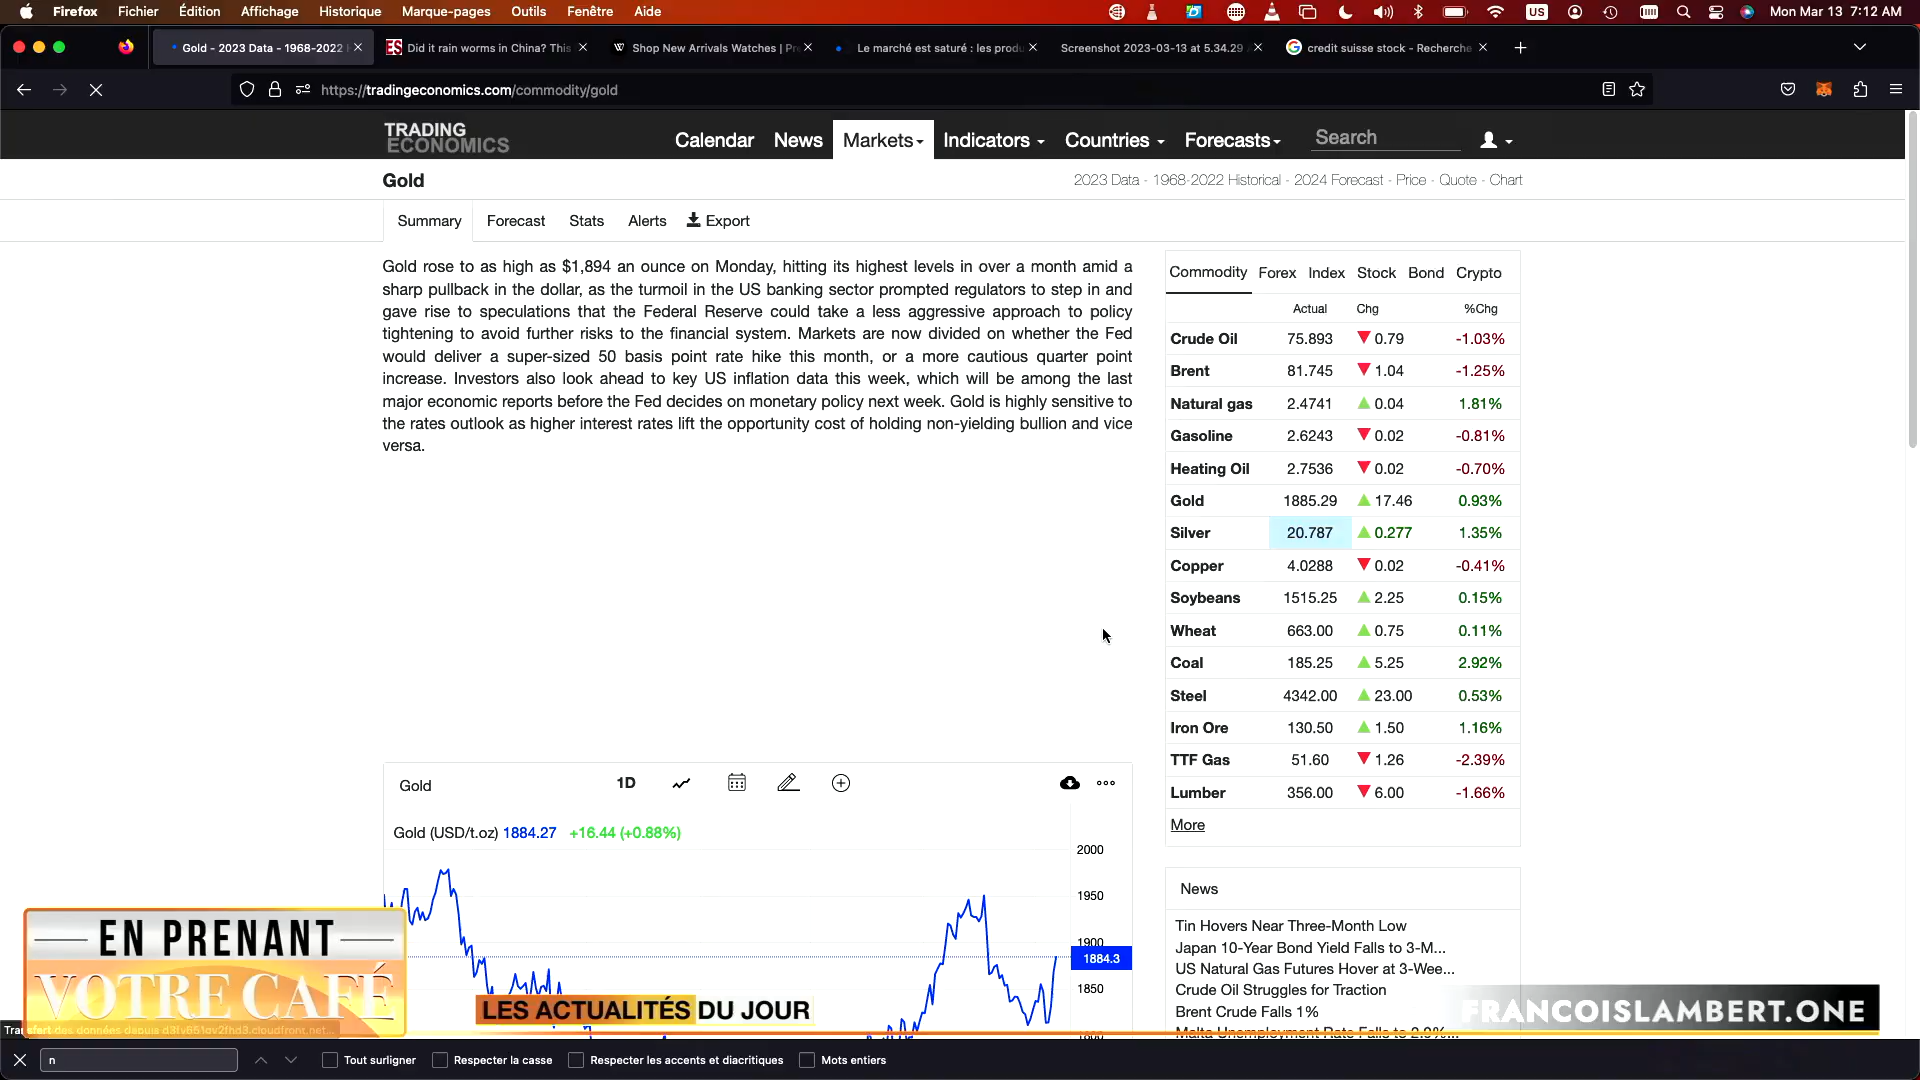 Firefox Fichier Édition Affichage Historique Marque-pages Outils Fenêtre Aide US Mon Mar 13 7:12 AM
Gold - 2023 Data - 1968-2022 Did it rain worms in China? This Shop New Arrivals Watches | Pre Le marché est saturé : les produ Screenshot 2023-03-13 at 5.34.29 credit suisse stock - Recherche
https://tradingeconomics.com/commodity/gold
TRADING ECONOMICS
Calendar News Markets Indicators Countries Forecasts Search
Gold
2023 Data - 1968-2022 Historical - 2024 Forecast - Price - Quote - Chart
Summary Forecast Stats Alerts Export
Gold rose to as high as $1,894 an ounce on Monday, hitting its highest levels in over a month amid a
sharp pullback in the dollar, as the turmoil in the US banking sector prompted regulators to step in and
gave rise to speculations that the Federal Reserve could take a less aggressive approach to policy
tightening to avoid further risks to the financial system. Markets are now divided on whether the Fed
would deliver a super-sized 50 basis point rate hike this month, or a more cautious quarter point
increase. Investors also look ahead to key US inflation data this week, which will be among the last
major economic reports before the Fed decides on monetary policy next week. Gold is highly sensitive to
the rates outlook as higher interest rates lift the opportunity cost of holding non-yielding bullion and vice
versa.
Commodity Forex Index Stock Bond Crypto
Actual Chg %Chg
Crude Oil 75.893 0.79 -1.03%
Brent 81.745 1.04 -1.25%
Natural gas 2.4741 0.04 1.81%
Gasoline 2.6243 0.02 -0.81%
Heating Oil 2.7536 0.02 -0.70%
Gold 1885.29 17.46 0.93%
Silver 20.787 0.277 1.35%
Copper 4.0288 0.02 -0.41%
Soybeans 1515.25 2.25 0.15%
Wheat 663.00 0.75 0.11%
Coal 185.25 5.25 2.92%
Steel 4342.00 23.00 0.53%
Iron Ore 130.50 1.50 1.16%
TTF Gas 51.60 1.26 -2.39%
Lumber 356.00 6.00 -1.66%
More
Gold 1D
Gold (USD/t.oz) 1884.27 +16.44 (+0.88%)
2000
1950
1900
1884.3
1850
News
Tin Hovers Near Three-Month Low
Japan 10-Year Bond Yield Falls to 3-M...
US Natural Gas Futures Hover at 3-Wee...
Crude Oil Struggles for Traction
Brent Crude Falls 1%
EN PRENANT
VOTRE CAFÉ
LES ACTUALITÉS DU JOUR
FRANCOISLAMBERT.ONE
n Tout surligner Respecter la casse Respecter les accents et diacritiques Mots entiers